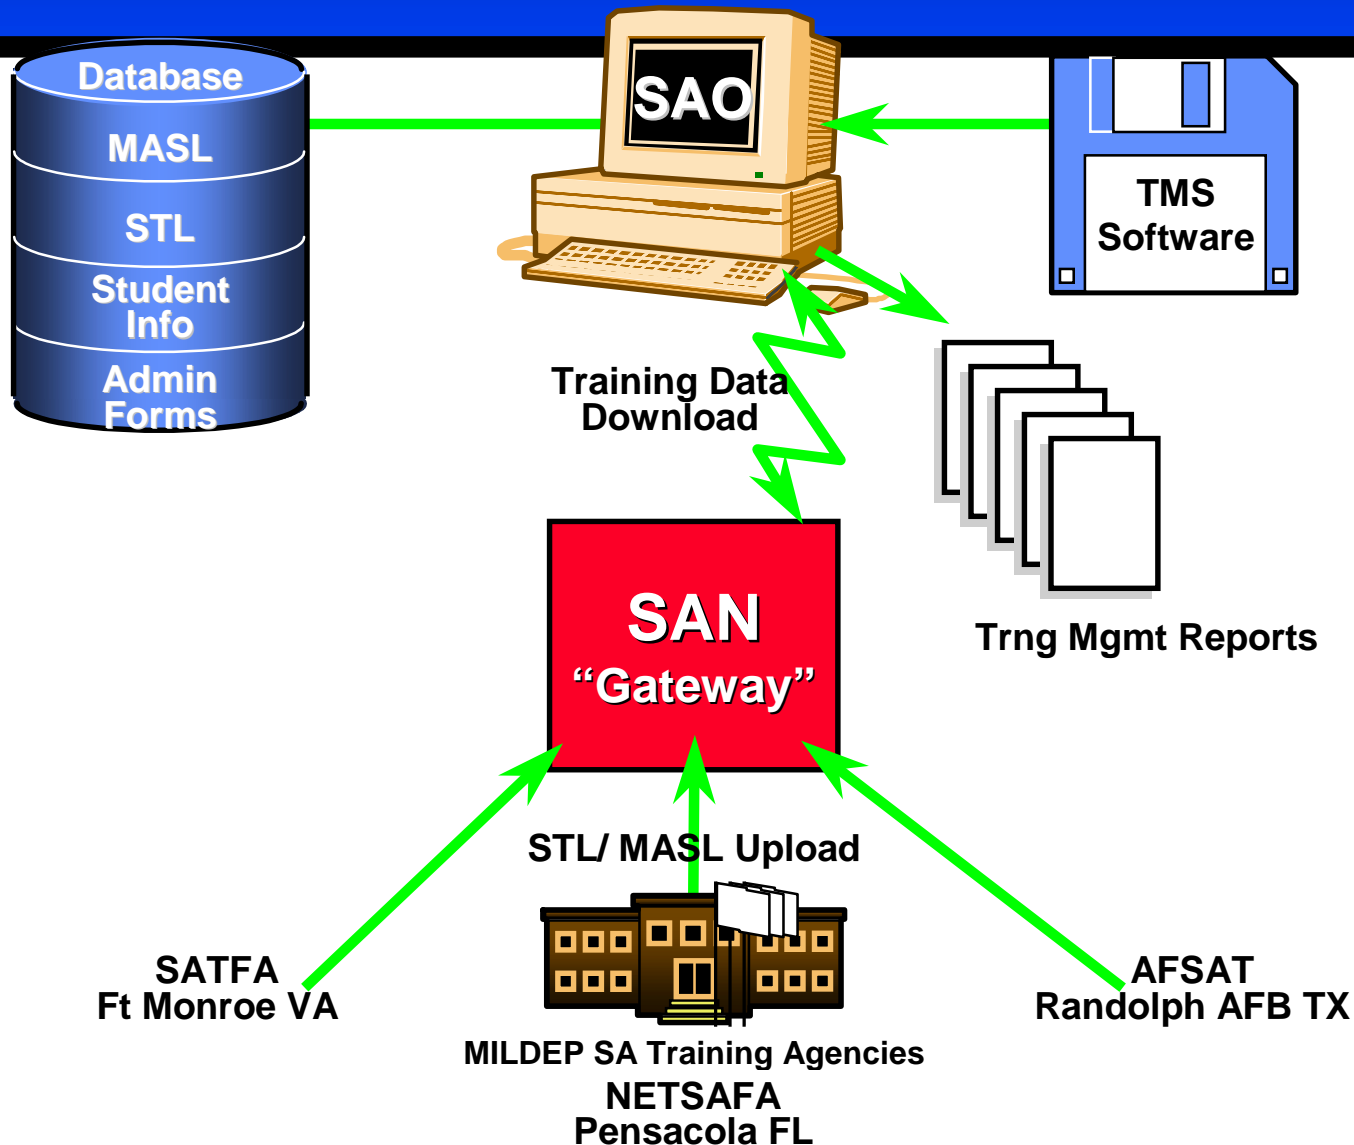 Database
MASL
STL
Student
Info
Admin
Forms
SAO
TMS
Software
Training Data
Download
Trng Mgmt Reports
SAN
“Gateway”
STL/ MASL Upload
SATFA
Ft Monroe VA
MILDEP SA Training Agencies
NETSAFA
Pensacola FL
AFSAT
Randolph AFB TX